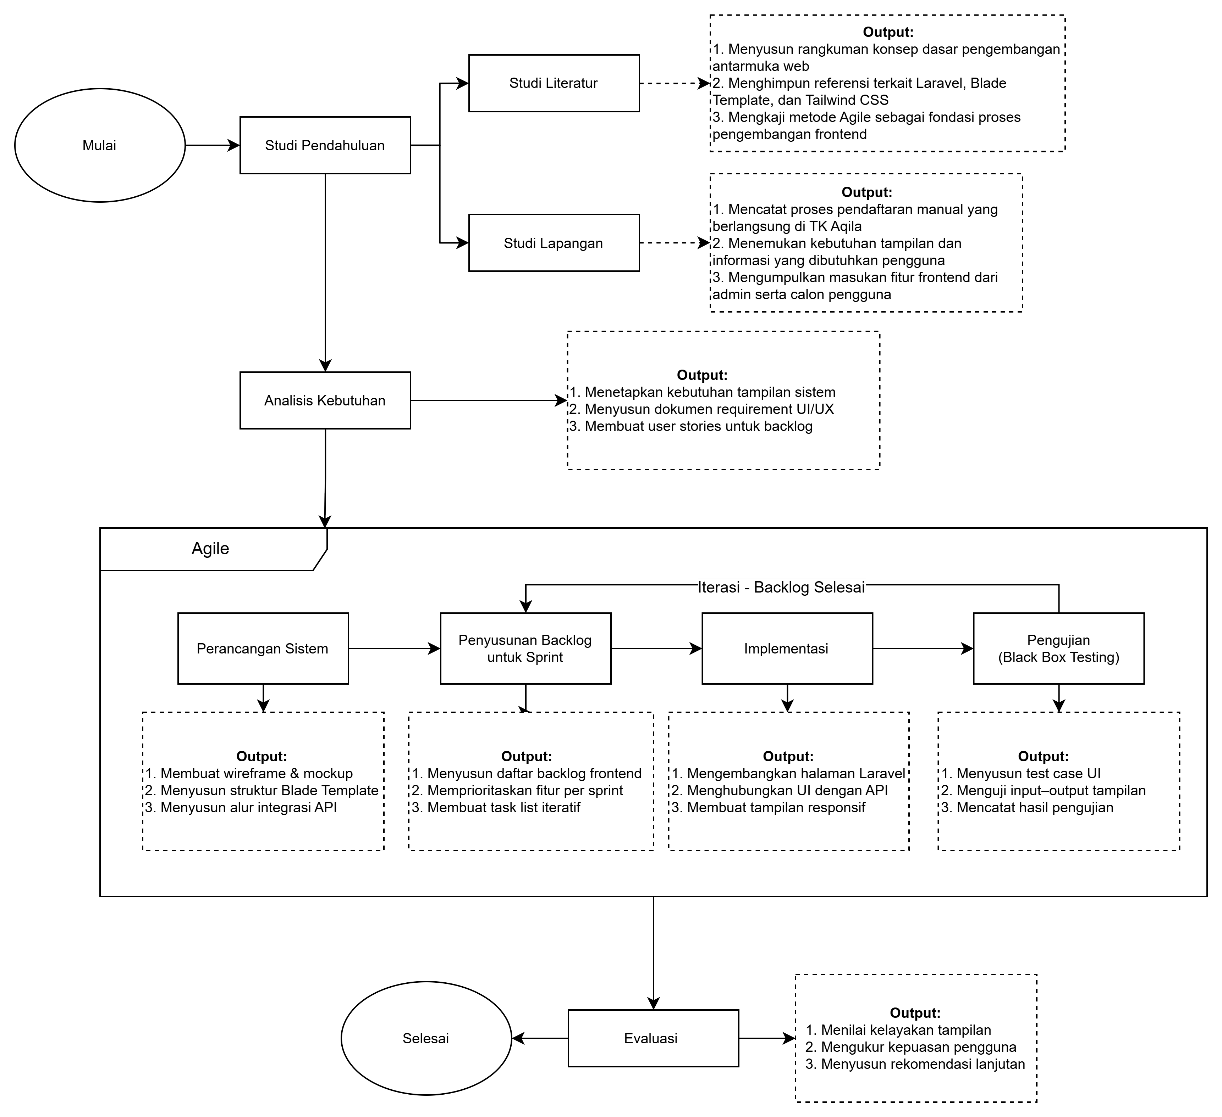 Mulai
Studi Pendahuluan
Studi Literatur
Output:
1. Menyusun rangkuman konsep dasar pengembangan
antarmuka web
2. Menghimpun referensi terkait Laravel, Blade
Template, dan Tailwind CSS
3. Mengkaji metode Agile sebagai fondasi proses
pengembangan frontend
Studi Lapangan
Output:
1. Mencatat proses pendaftaran manual yang
berlangsung di TK Aqila
2. Menemukan kebutuhan tampilan dan
informasi yang dibutuhkan pengguna
3. Mengumpulkan masukan fitur frontend dari
admin serta calon pengguna
Analisis Kebutuhan
Output:
1. Menetapkan kebutuhan tampilan sistem
2. Menyusun dokumen requirement UI/UX
3. Membuat user stories untuk backlog
Agile
Iterasi - Backlog Selesai
Perancangan Sistem
Penyusunan Backlog
untuk Sprint
Implementasi
Pengujian
(Black Box Testing)
Output:
1. Membuat wireframe & mockup
2. Menyusun struktur Blade Template
3. Menyusun alur integrasi API
Output:
1. Menyusun daftar backlog frontend
2. Memprioritaskan fitur per sprint
3. Membuat task list iteratif
Output:
1. Mengembangkan halaman Laravel
2. Menghubungkan UI dengan API
3. Membuat tampilan responsif
Output:
1. Menyusun test case UI
2. Menguji input–output tampilan
3. Mencatat hasil pengujian
Selesai
Evaluasi
Output:
1. Menilai kelayakan tampilan
2. Mengukur kepuasan pengguna
3. Menyusun rekomendasi lanjutan